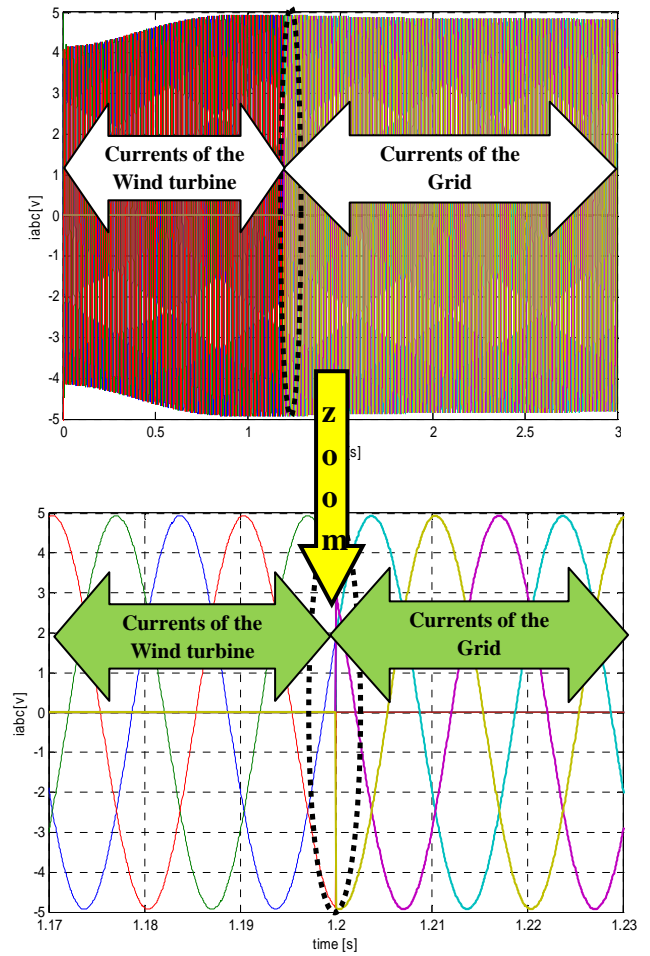 5
4
3
2
1
0
-1
-2
-3
-4
-5
iabc[v]
Currents of the
Wind turbine
Currents of the
Grid
0 0.5 1 2 2.5 3
s]
zoom
5
4
3
2
1
0
-1
-2
-3
-4
-5
iabc[v]
Currents of the
Wind turbine
Currents of the
Grid
1.17 1.18 1.19 1.2 1.21 1.22 1.23
time [s]